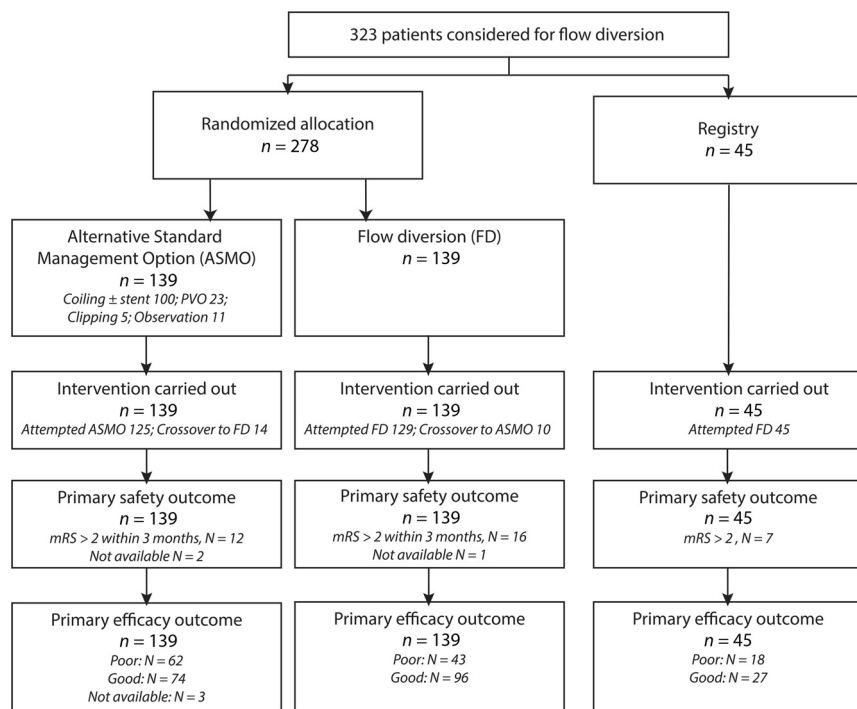 323 patients considered for flow diversion
Randomized allocation
n = 278
Registry
n = 45
Alternative Standard
Management Option (ASMO)
n = 139
Coiling ± stent 100; PVO 23;
Clipping 5; Observation 11
Flow diversion (FD)
n = 139
Intervention carried out
n = 139
Attempted ASMO 125; Crossover to FD 14
Intervention carried out
n = 139
Attempted FD 129; Crossover to ASMO 10
Intervention carried out
n = 45
Attempted FD 45
Primary safety outcome
n = 139
mRS > 2 within 3 months, N = 12
Not available N = 2
Primary safety outcome
n = 139
mRS > 2 within 3 months, N = 16
Not available N = 1
Primary safety outcome
n = 45
mRS > 2 , N = 7
Primary efficacy outcome
n = 139
Poor: N = 62
Good: N = 74
Not available: N = 3
Primary efficacy outcome
n = 139
Poor: N = 43
Good: N = 96
Primary efficacy outcome
n = 45
Poor: N = 18
Good: N = 27